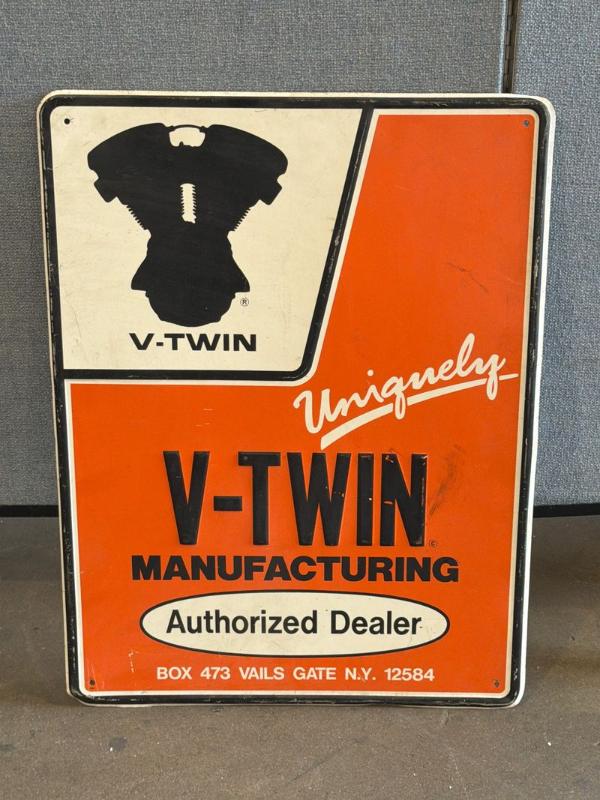 ®
V-TWIN
Uniquely
V-TWIN©
MANUFACTURING
Authorized Dealer
BOX 473 VAILS GATE N.Y. 12584